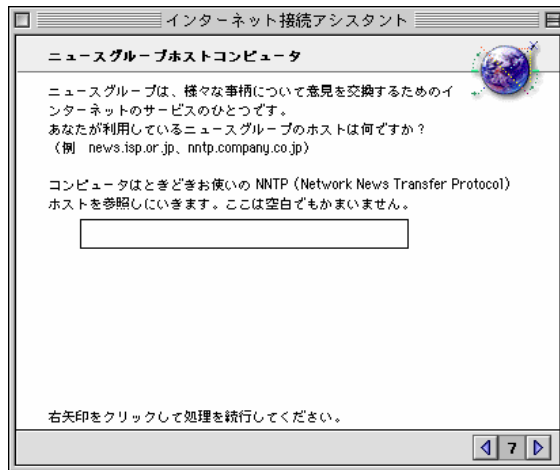 インターネット接続アシスタント
ニュースグループホストコンピュータ
ニュースグループは、様々な事柄について意見を交換するためのイ
ンターネットのサービスのひとつです。
あなたが利用しているニュースグループのホストは何ですか？
（例　news.isp.or.jp、nntp.company.co.jp）
コンピュータはときどきお使いの NNTP（Network News Transfer Protocol）
ホストを参照しにいきます。ここは空白でもかまいません。
右矢印をクリックして処理を続行してください。
7